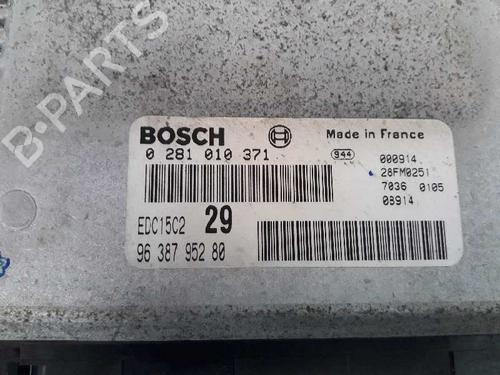 B-PARTS
BOSCH
Made in France
0 281 010 371
944
000914
28FM0251
7036 0105
08914
EDC15C2 29
96 387 952 80